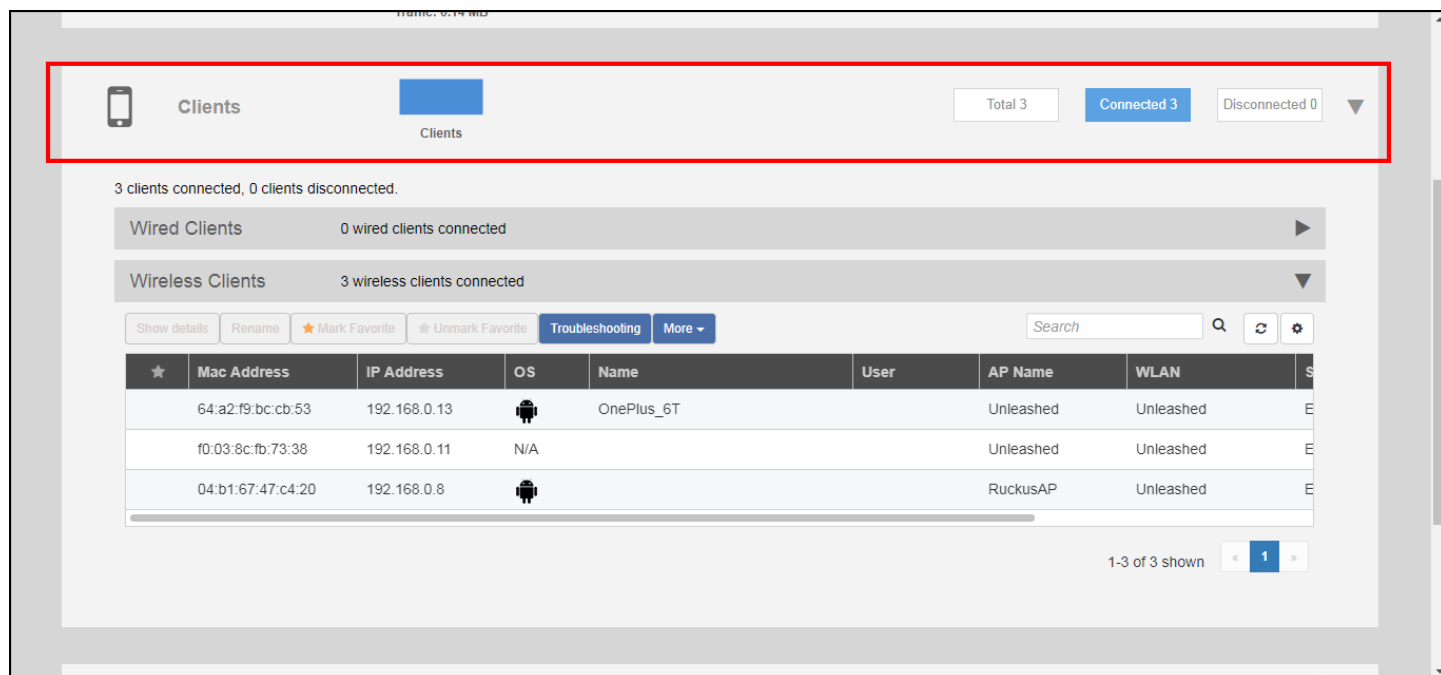 Traffic: 0.14 MB
Clients
Clients
Total 3
Connected 3
Disconnected 0
3 clients connected, 0 clients disconnected.
Wired Clients 0 wired clients connected
Wireless Clients 3 wireless clients connected
Show details Rename Mark Favorite Unmark Favorite Troubleshooting More Search
Mac Address IP Address OS Name User AP Name WLAN S
64:a2:f9:bc:cb:53 192.168.0.13 OnePlus_6T Unleashed Unleashed E
f0:03:8c:fb:73:38 192.168.0.11 N/A Unleashed Unleashed E
04:b1:67:47:c4:20 192.168.0.8 RuckusAP Unleashed E
1-3 of 3 shown « 1 »